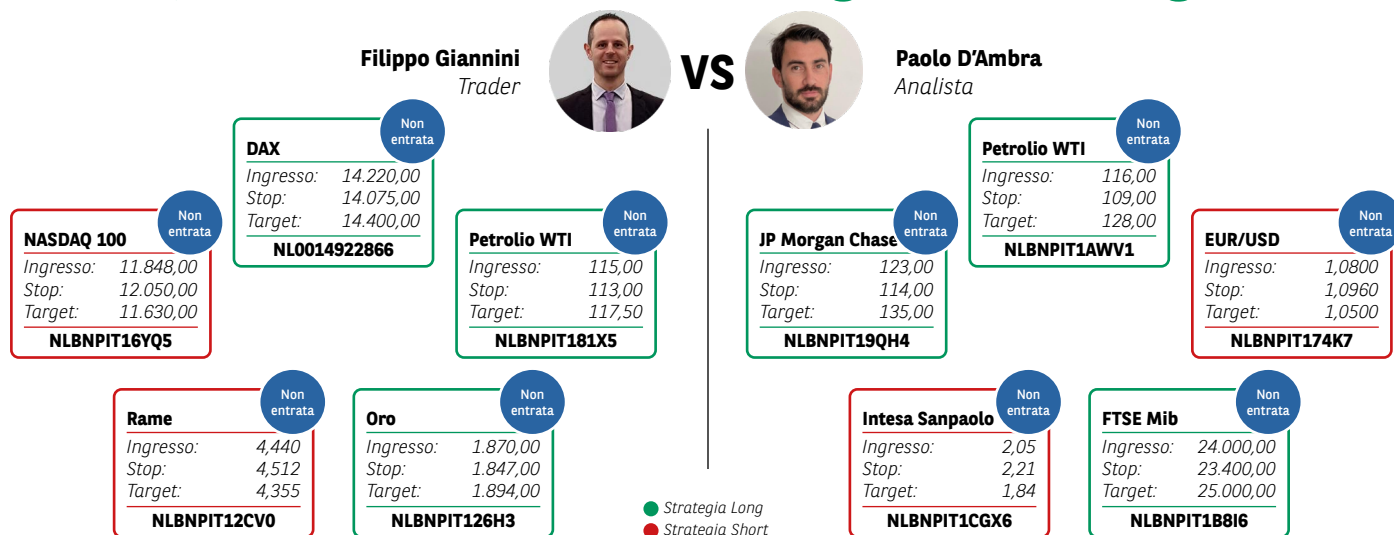 Filippo Giannini
Trader
VS
Paolo D'Ambra
Analista
Non
entrata
DAX
Ingresso: 14.220,00
Stop: 14.075,00
Target: 14.400,00
NL0014922866
Non
entrata
NASDAQ 100
Ingresso: 11.848,00
Stop: 12.050,00
Target: 11.630,00
NLBNPIT16YQ5
Non
entrata
Petrolio WTI
Ingresso: 115,00
Stop: 113,00
Target: 117,50
NLBNPIT181X5
Non
entrata
Rame
Ingresso: 4,440
Stop: 4,512
Target: 4,355
NLBNPIT12CV0
Non
entrata
Oro
Ingresso: 1.870,00
Stop: 1.847,00
Target: 1.894,00
NLBNPIT126H3
Non
entrata
Petrolio WTI
Ingresso: 116,00
Stop: 109,00
Target: 128,00
NLBNPIT1AWV1
Non
entrata
JP Morgan Chase
Ingresso: 123,00
Stop: 114,00
Target: 135,00
NLBNPIT19QH4
Non
entrata
EUR/USD
Ingresso: 1,0800
Stop: 1,0960
Target: 1,0500
NLBNPIT174K7
Non
entrata
Intesa Sanpaolo
Ingresso: 2,05
Stop: 2,21
Target: 1,84
NLBNPIT1CGX6
Non
entrata
FTSE Mib
Ingresso: 24.000,00
Stop: 23.400,00
Target: 25.000,00
NLBNPIT1B8I6
Strategia Long
Strategia Short